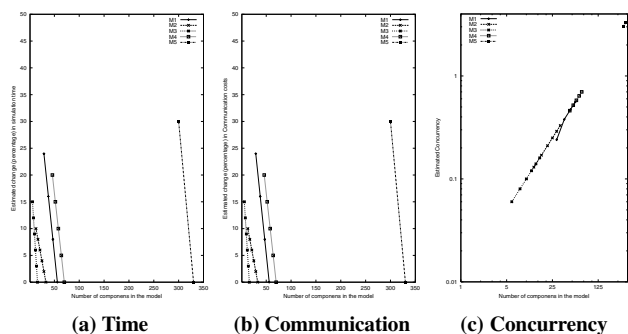 M1
M2
M3
M4
M5
Estimated change (percentage) in simulation time
50
45
40
35
30
25
20
15
10
5
0
50 100 150 200 250 300 350
Number of componens in the model
(a) Time
M1
M2
M3
M4
M5
Estimated change (percentage) in Communication costs
50
45
40
35
30
25
20
15
10
5
0
50 100 150 200 250 300 350
Number of componens in the model
(b) Communication
M1
M2
M3
M4
M5
Estimated Concurrency
1
0.1
0.01
1 5 25 125
Number of componens in the model
(c) Concurrency